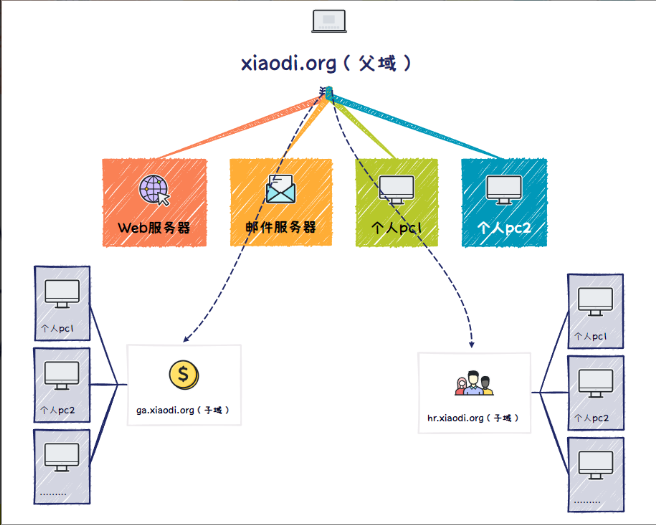 xiaodi.org（父域）
Web服务器
邮件服务器
个人pc1
个人pc2
个人pc1
个人pc2
.........
$
ga.xiaodi.org（子域）
hr.xiaodi.org（子域）
个人pc1
个人pc2
.........